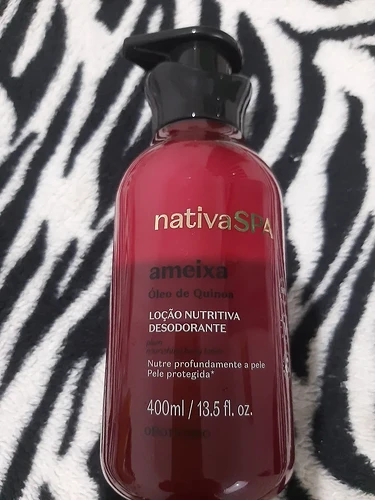 nativaSPA
ameixa
Óleo de Quinoa
LOÇÃO NUTRITIVA
DESODORANTE
Nutre profundamente a pele
Pele protegida*
400ml / 13.5 fl. oz.